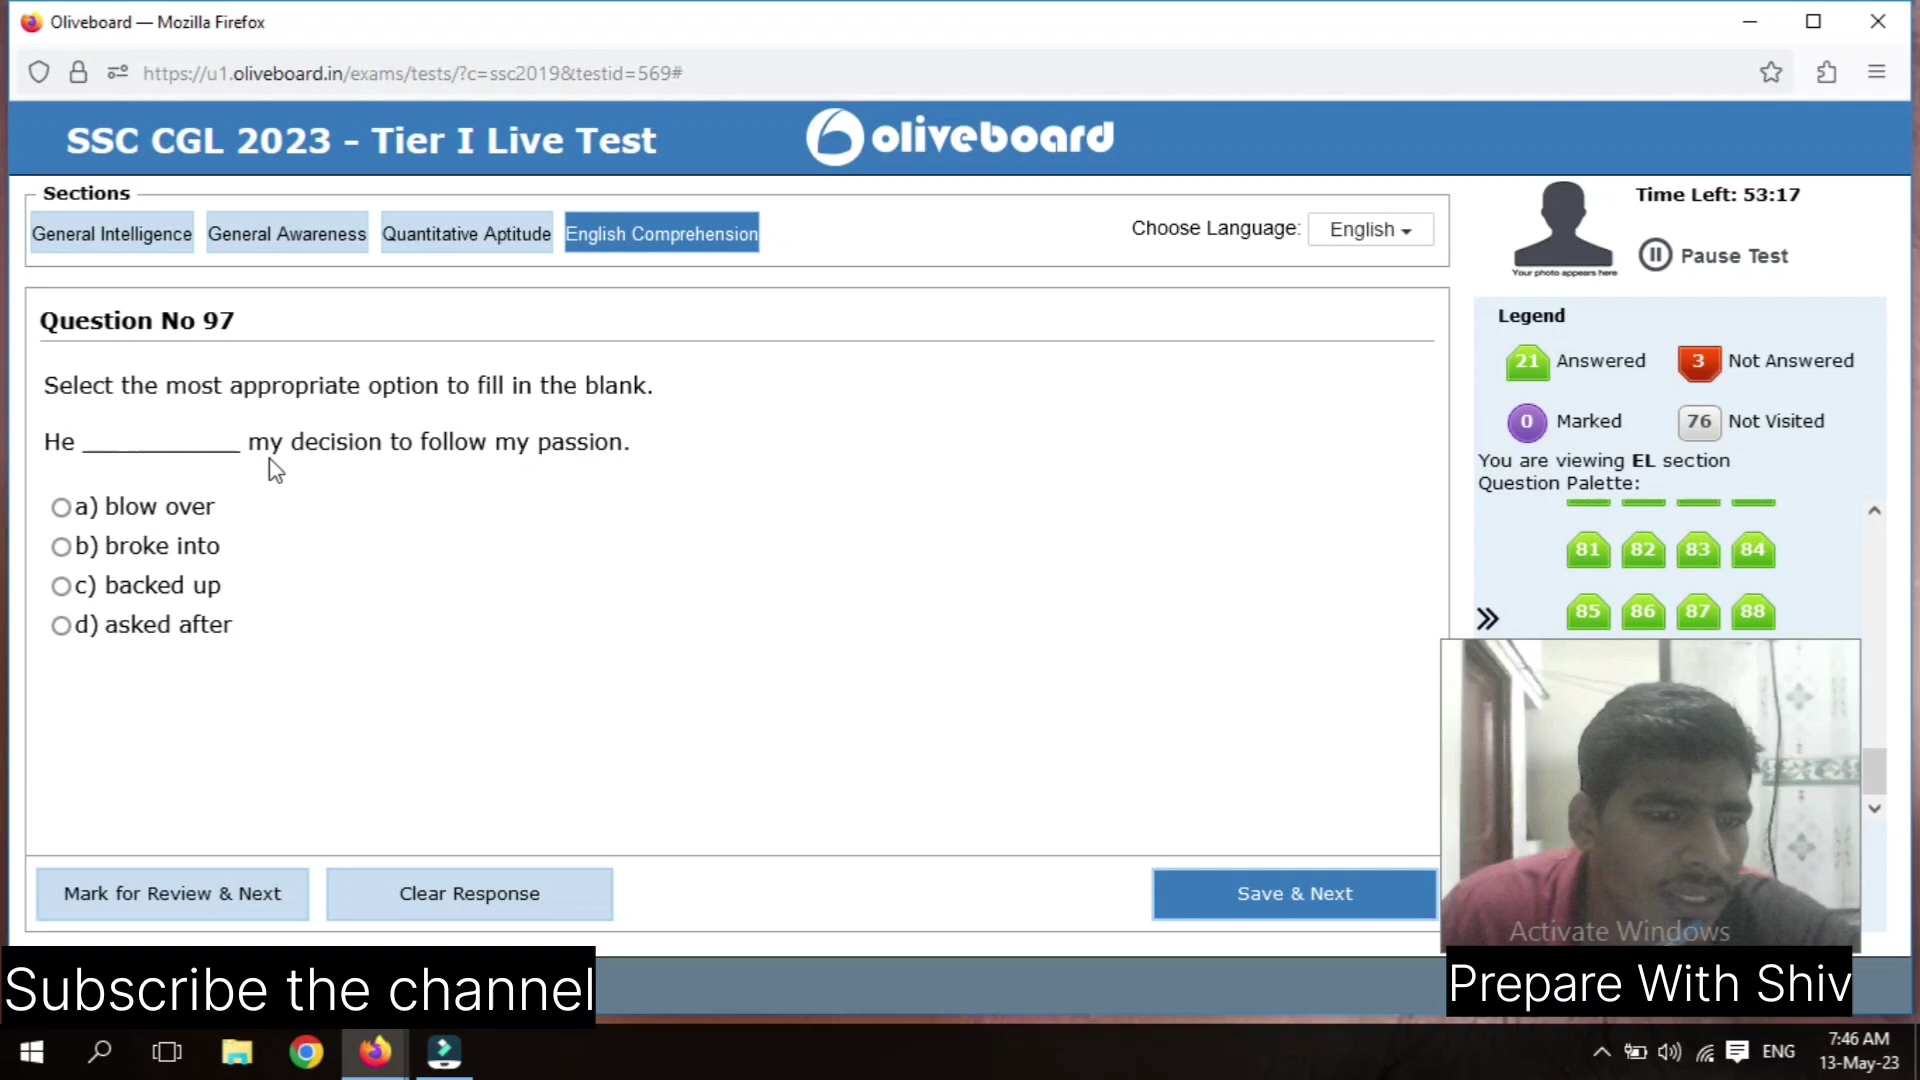 Oliveboard — Mozilla Firefox
https://u1.oliveboard.in/exams/tests/?c=ssc2019&testid=569#
SSC CGL 2023 - Tier I Live Test
oliveboard
Sections
General Intelligence
General Awareness
Quantitative Aptitude
English Comprehension
Choose Language:
English
Your photo appears here
Time Left: 53:17
Pause Test
Question No 97
Select the most appropriate option to fill in the blank.
He ____________ my decision to follow my passion.
a) blow over
b) broke into
c) backed up
d) asked after
Legend
21 Answered
3 Not Answered
0 Marked
76 Not Visited
You are viewing EL section
Question Palette:
81 82 83 84
85 86 87 88
Mark for Review & Next
Clear Response
Save & Next
Activate Windows
Subscribe the channel
Prepare With Shiv
ENG
7:46 AM
13-May-23